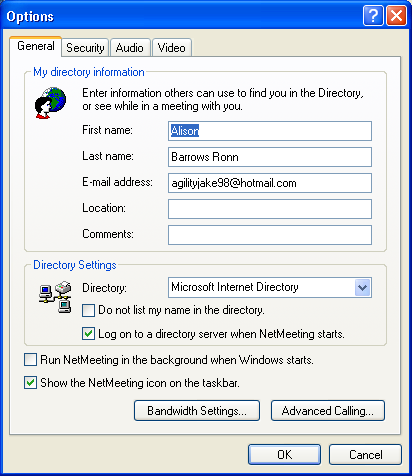 Options
General Security Audio Video
My directory information
Enter information others can use to find you in the Directory,
or see while in a meeting with you.
First name: Alison
Last name: Barrows Ronn
E-mail address: agilityjake98@hotmail.com
Location:
Comments:
Directory Settings
Directory: Microsoft Internet Directory
Do not list my name in the directory.
Log on to a directory server when NetMeeting starts.
Run NetMeeting in the background when Windows starts.
Show the NetMeeting icon on the taskbar.
Bandwidth Settings... Advanced Calling...
OK Cancel